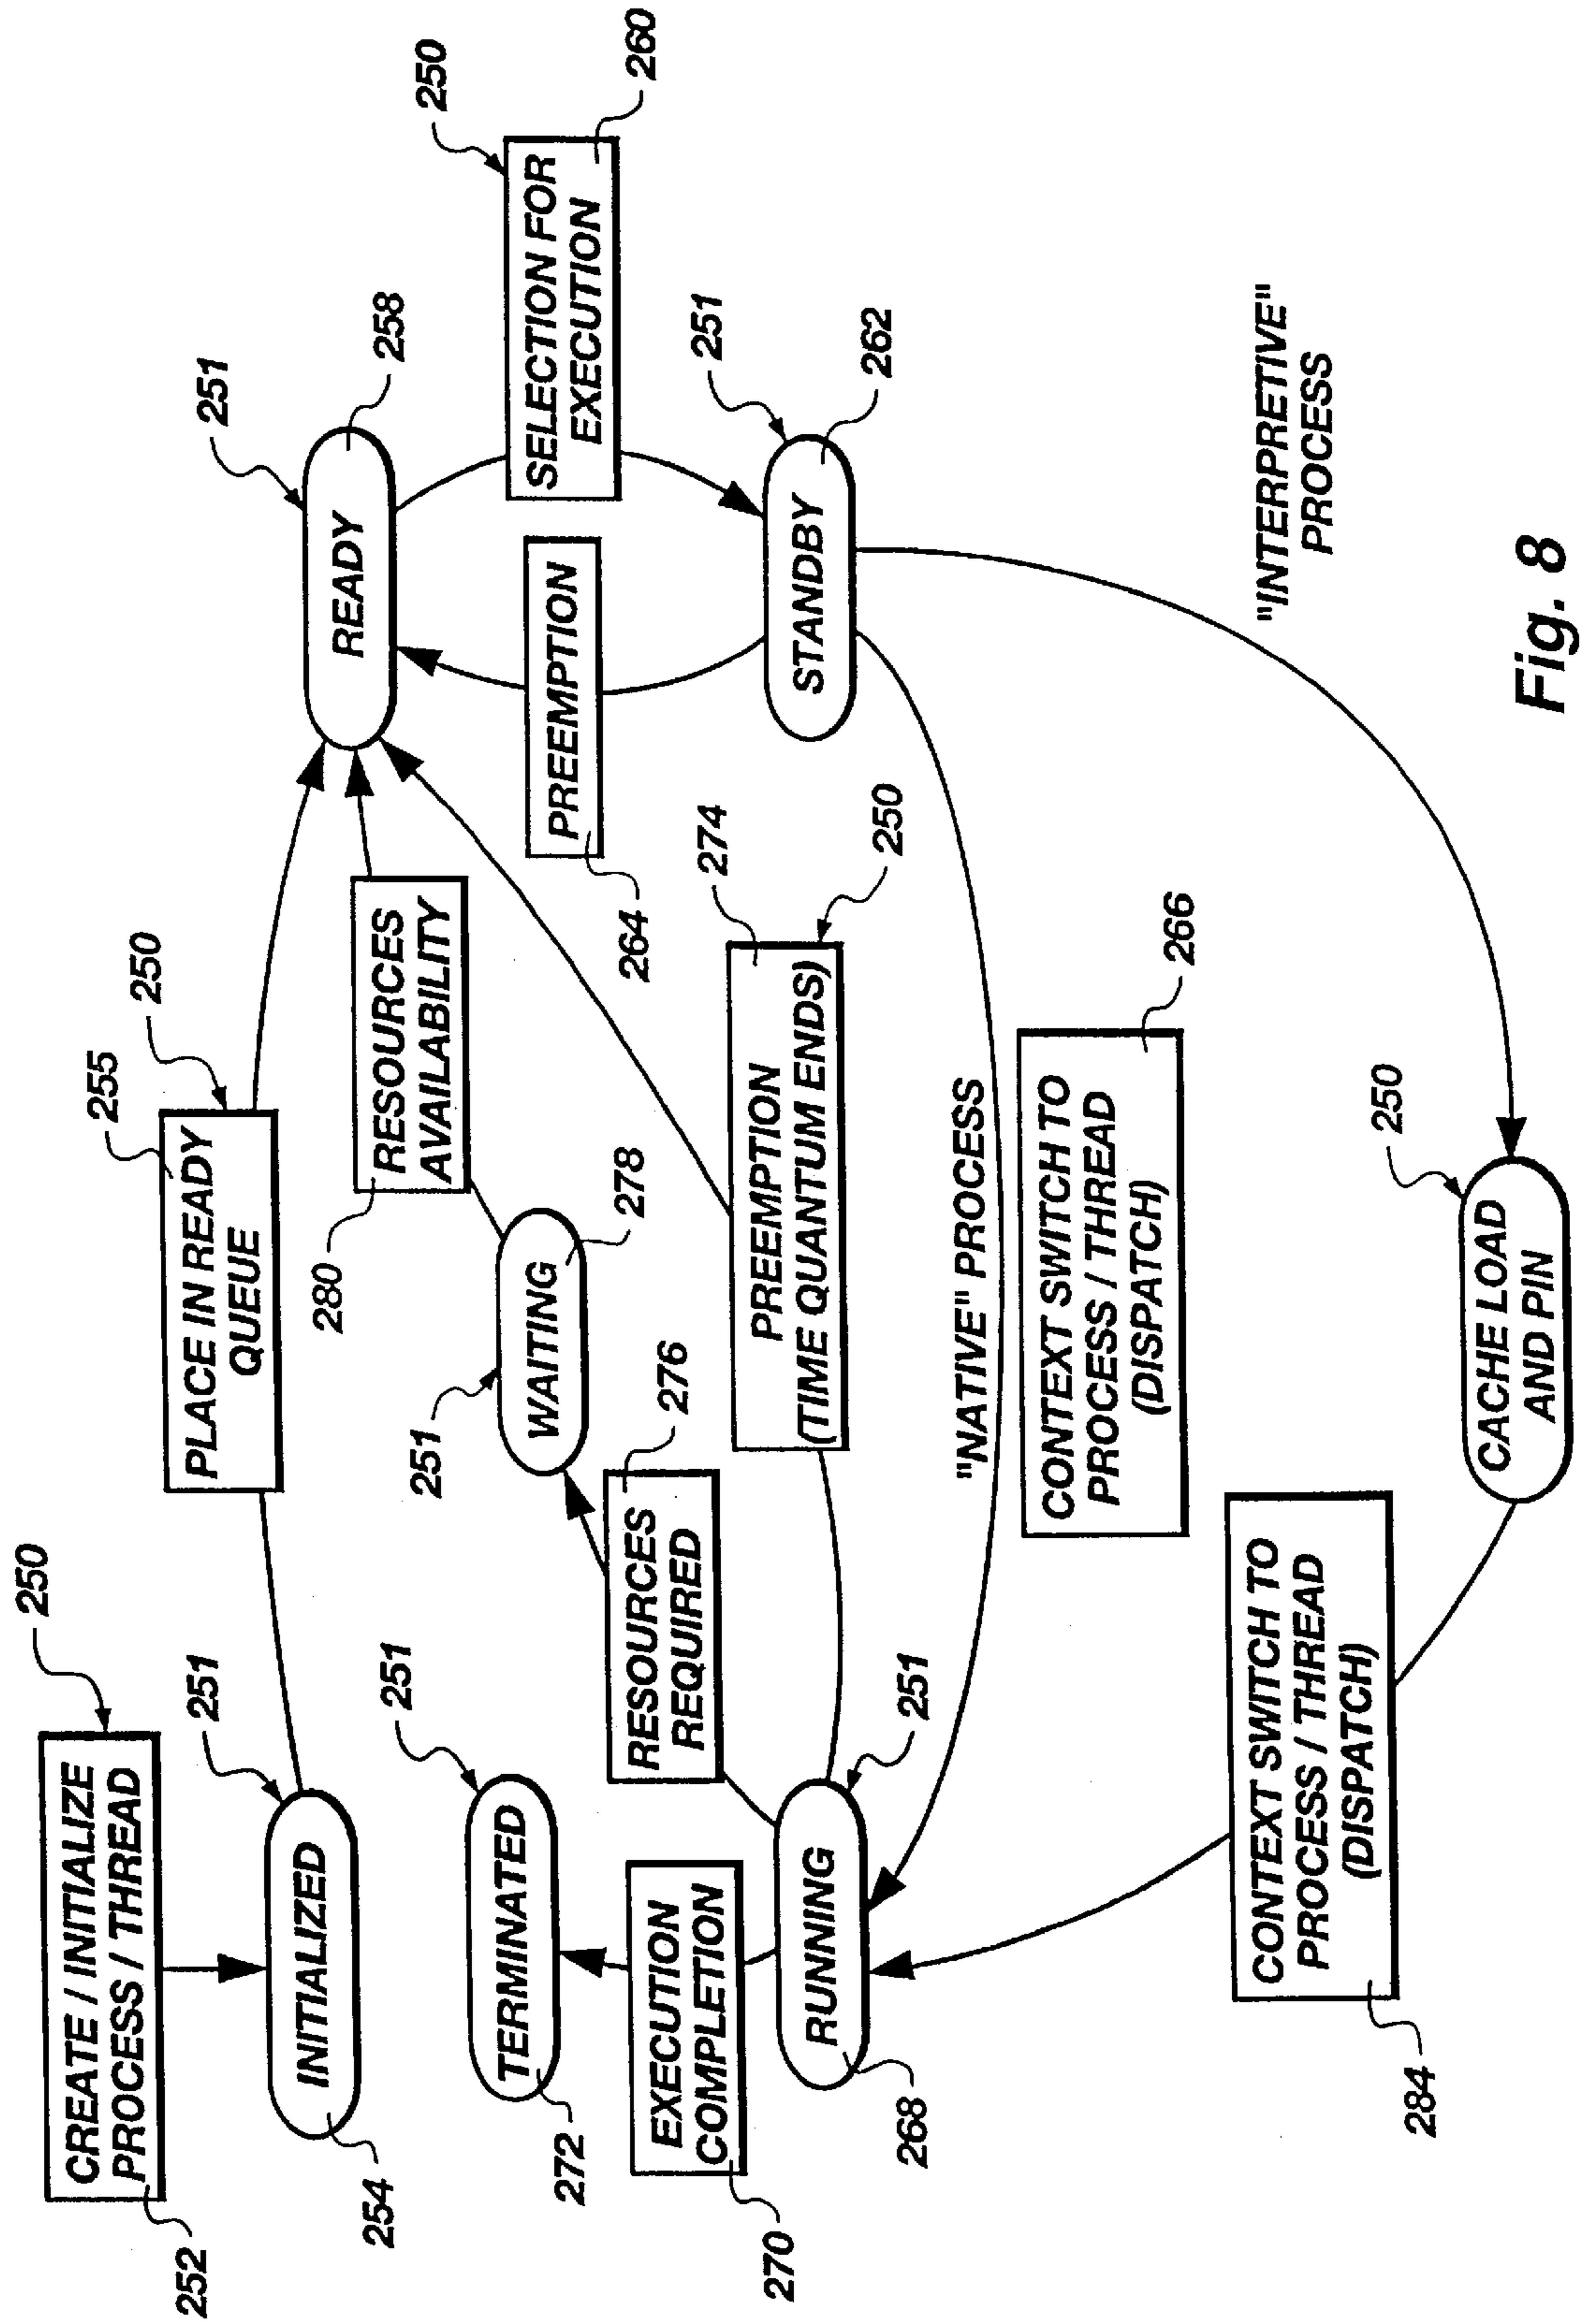 250
CREATE / INITIALIZE
PROCESS / THREAD
252
251
INITIALIZED
254
255
250
PLACE IN READY
QUEUE
251
READY
258
280
RESOURCES
AVAILABILITY
251
WAITING
278
250
SELECTION FOR
EXECUTION
260
PREEMPTION
264
251
TERMINATED
272
RESOURCES
REQUIRED
276
EXECUTION
COMPLETION
270
274
PREEMPTION
(TIME QUANTUM ENDS)
250
251
STANDBY
262
RUNNING
251
268
"NATIVE" PROCESS
CONTEXT SWITCH TO
PROCESS / THREAD
(DISPATCH)
266
"INTERPRETIVE"
PROCESS
CONTEXT SWITCH TO
PROCESS / THREAD
(DISPATCH)
284
250
CACHE LOAD
AND PIN
Fig. 8